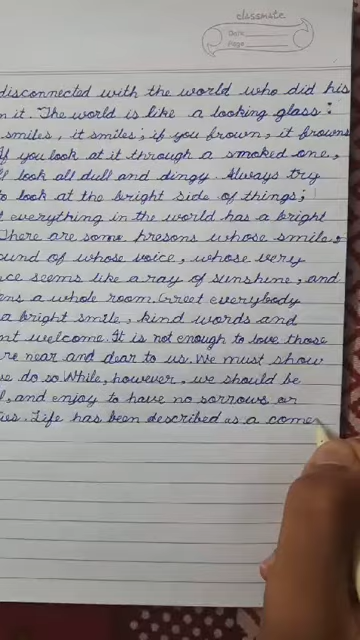 classmate
Date
Page
disconnected with the world who did his
n it. The world is like a looking glass:
smiles, it smiles; if you frown, it frowns
If you look at it through a smoked one,
ll look all dull and dingy. Always try
to look at the bright side of things;
t everything in the world has a bright
There are some presons whose smile,
ound of whose voice, whose very
nce seems like a ray of sunshine, and
ens a whole room. Greet everybody
a bright smile, kind words and
nt welcome. It is not enough to love those
re near and dear to us. We must show
we do so. While, however, we should be
l, and enjoy to have no sorrows or
ies. Life has been described as a come